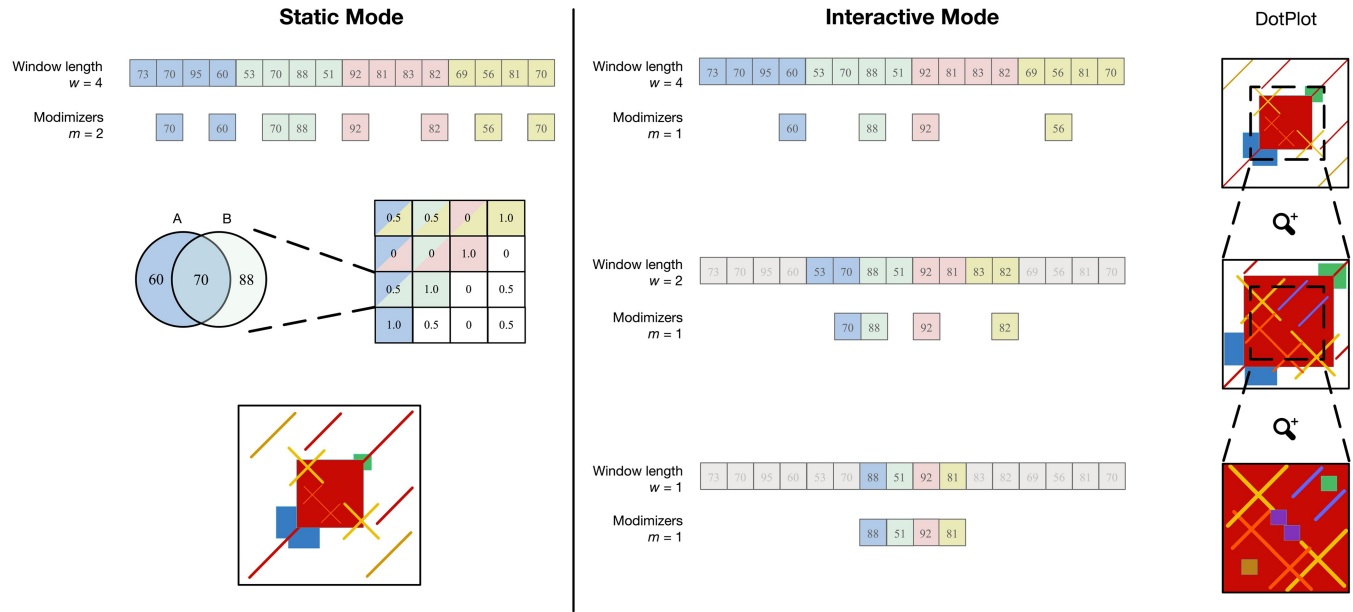 Static Mode
Window length
w = 4
73 70 95 60 53 70 88 51 92 81 83 82 69 56 81 70
Modimizers
m = 2
70 60 70 88 92 82 56 70
A B
60 70 88
0.5 0.5 0 1.0
0 0 1.0 0
0.5 1.0 0 0.5
1.0 0.5 0 0.5
Interactive Mode
Window length
w = 4
73 70 95 60 53 70 88 51 92 81 83 82 69 56 81 70
Modimizers
m = 1
60 88 92 56
Window length
w = 2
73 70 95 60 53 70 88 51 92 81 83 82 69 56 81 70
Modimizers
m = 1
70 88 92 82
Window length
w = 1
73 70 95 60 53 70 88 51 92 81 83 82 69 56 81 70
Modimizers
m = 1
88 51 92 81
DotPlot